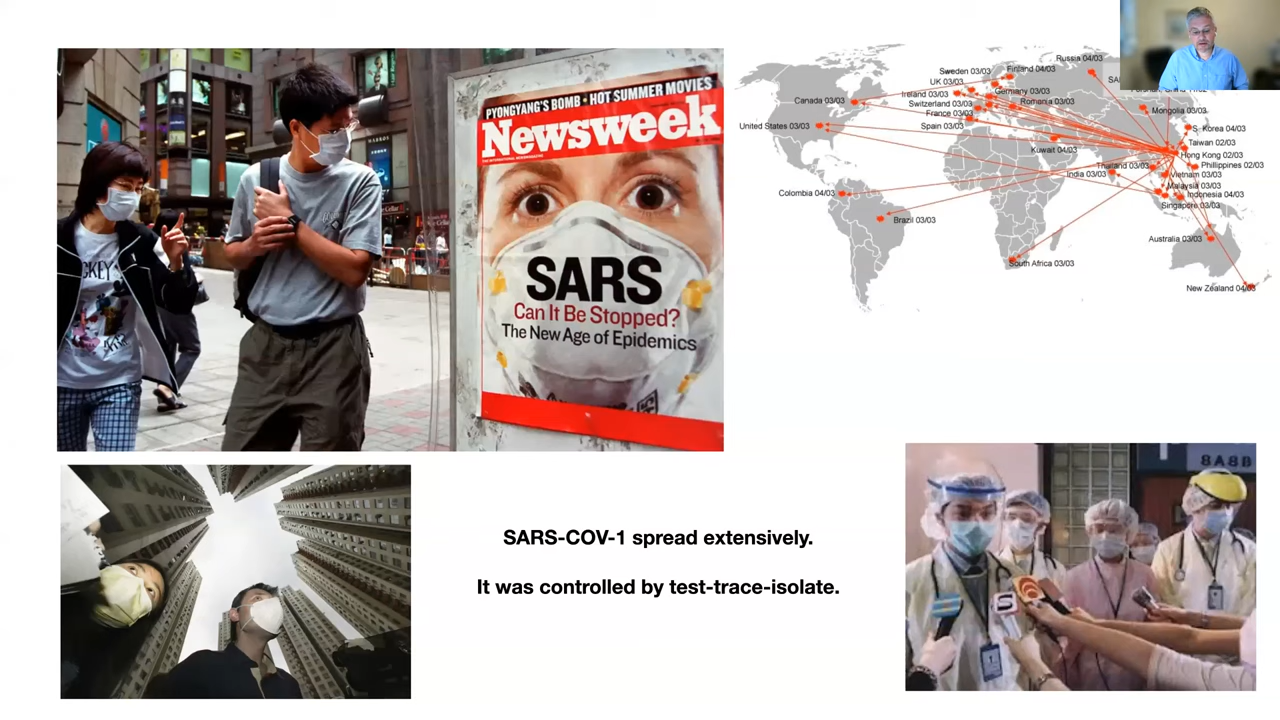 PYONGYANG'S BOMB • HOT SUMMER MOVIES
Newsweek
SARS
Can It Be Stopped?
The New Age of Epidemics
Russia 04/03
Sweden 03/03
Finland 04/03
UK 03/03
Ireland 03/03
Germany 03/03
Canada 03/03
Switzerland 03/03
Romania 03/03
France 03/03
Mongolia 03/03
United States 03/03
Spain 03/03
S. Korea 04/03
Taiwan 02/03
Kuwait 04/03
Hong Kong 02/03
Thailand 03/03
Phillippines 02/03
India 03/03
Vietnam 03/03
Malaysia 03/03
Colombia 04/03
Indonesia 04/03
Singapore 03/03
Brazil 03/03
Australia 03/03
South Africa 03/03
New Zealand 04/03
SARS-COV-1 spread extensively.
It was controlled by test-trace-isolate.